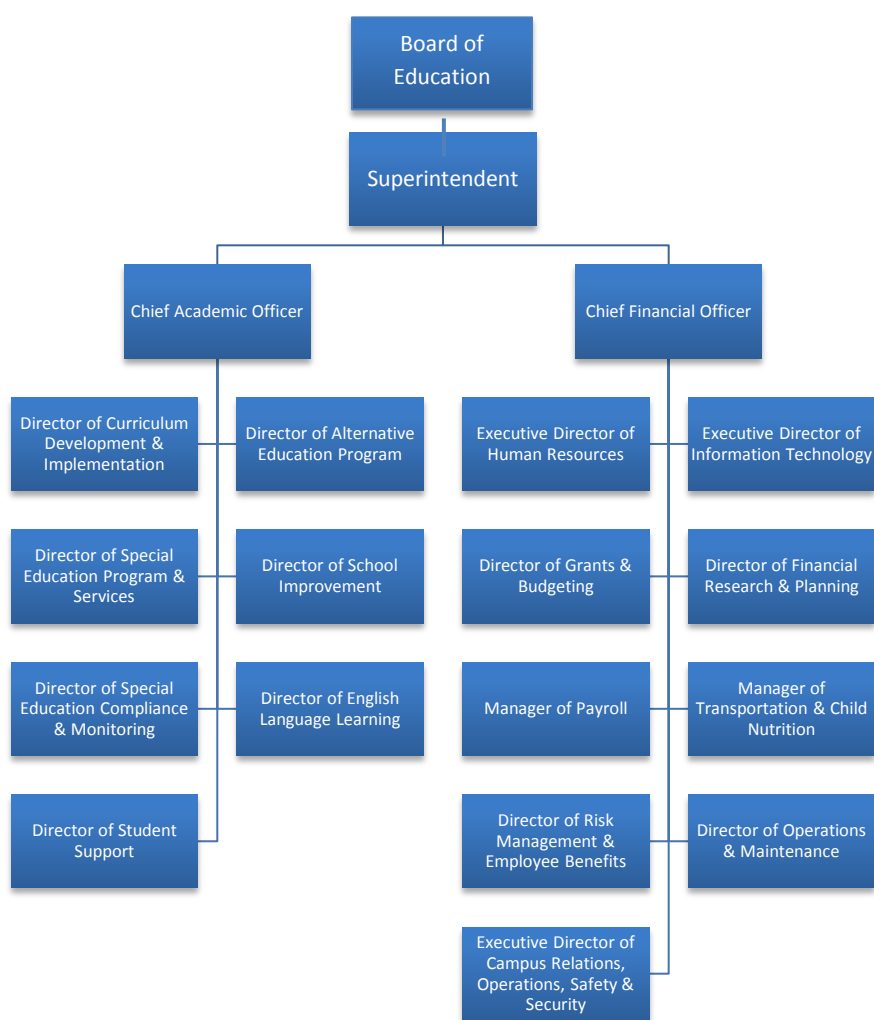 Board of
Education
Superintendent
Chief Academic Officer
Chief Financial Officer
Director of Curriculum
Development &
Implementation
Director of Alternative
Education Program
Executive Director of
Human Resources
Executive Director of
Information Technology
Director of Special
Education Program &
Services
Director of School
Improvement
Director of Grants &
Budgeting
Director of Financial
Research & Planning
Director of Special
Education Compliance
& Monitoring
Director of English
Language Learning
Manager of Payroll
Manager of
Transportation & Child
Nutrition
Director of Student
Support
Director of Risk
Management &
Employee Benefits
Director of Operations
& Maintenance
Executive Director of
Campus Relations,
Operations, Safety &
Security